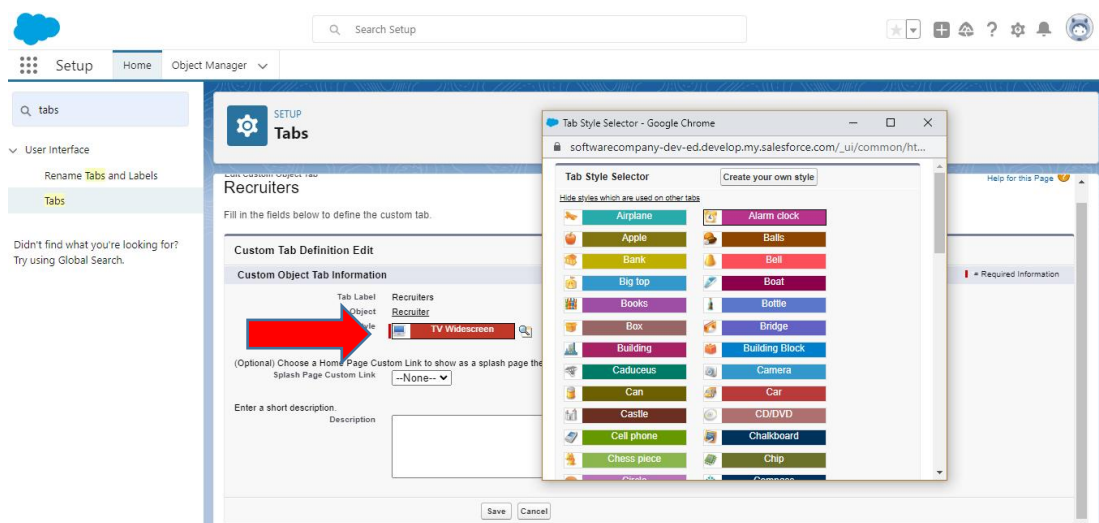 Search Setup
Setup
Home
Object Manager
tabs
User Interface
Rename Tabs and Labels
Tabs
Didn't find what you're looking for?
Try using Global Search.
SETUP
Tabs
Edit Custom Object Tab
Recruiters
Help for this Page
Fill in the fields below to define the custom tab.
Custom Tab Definition Edit
Custom Object Tab Information
= Required Information
Tab Label Recruiters
Object Recruiter
TV Widescreen
(Optional) Choose a Home Page Custom Link to show as a splash page the
Splash Page Custom Link --None--
Enter a short description.
Description
Save Cancel
Tab Style Selector - Google Chrome
softwarecompany-dev-ed.develop.my.salesforce.com/_ui/common/ht...
Tab Style Selector
Create your own style
Hide styles which are used on other tabs
Airplane Alarm clock
Apple Balls
Bank Bell
Big top Boat
Books Bottle
Box Bridge
Building Building Block
Caduceus Camera
Can Car
Castle CD/DVD
Cell phone Chalkboard
Chess piece Chip
Circle Compass